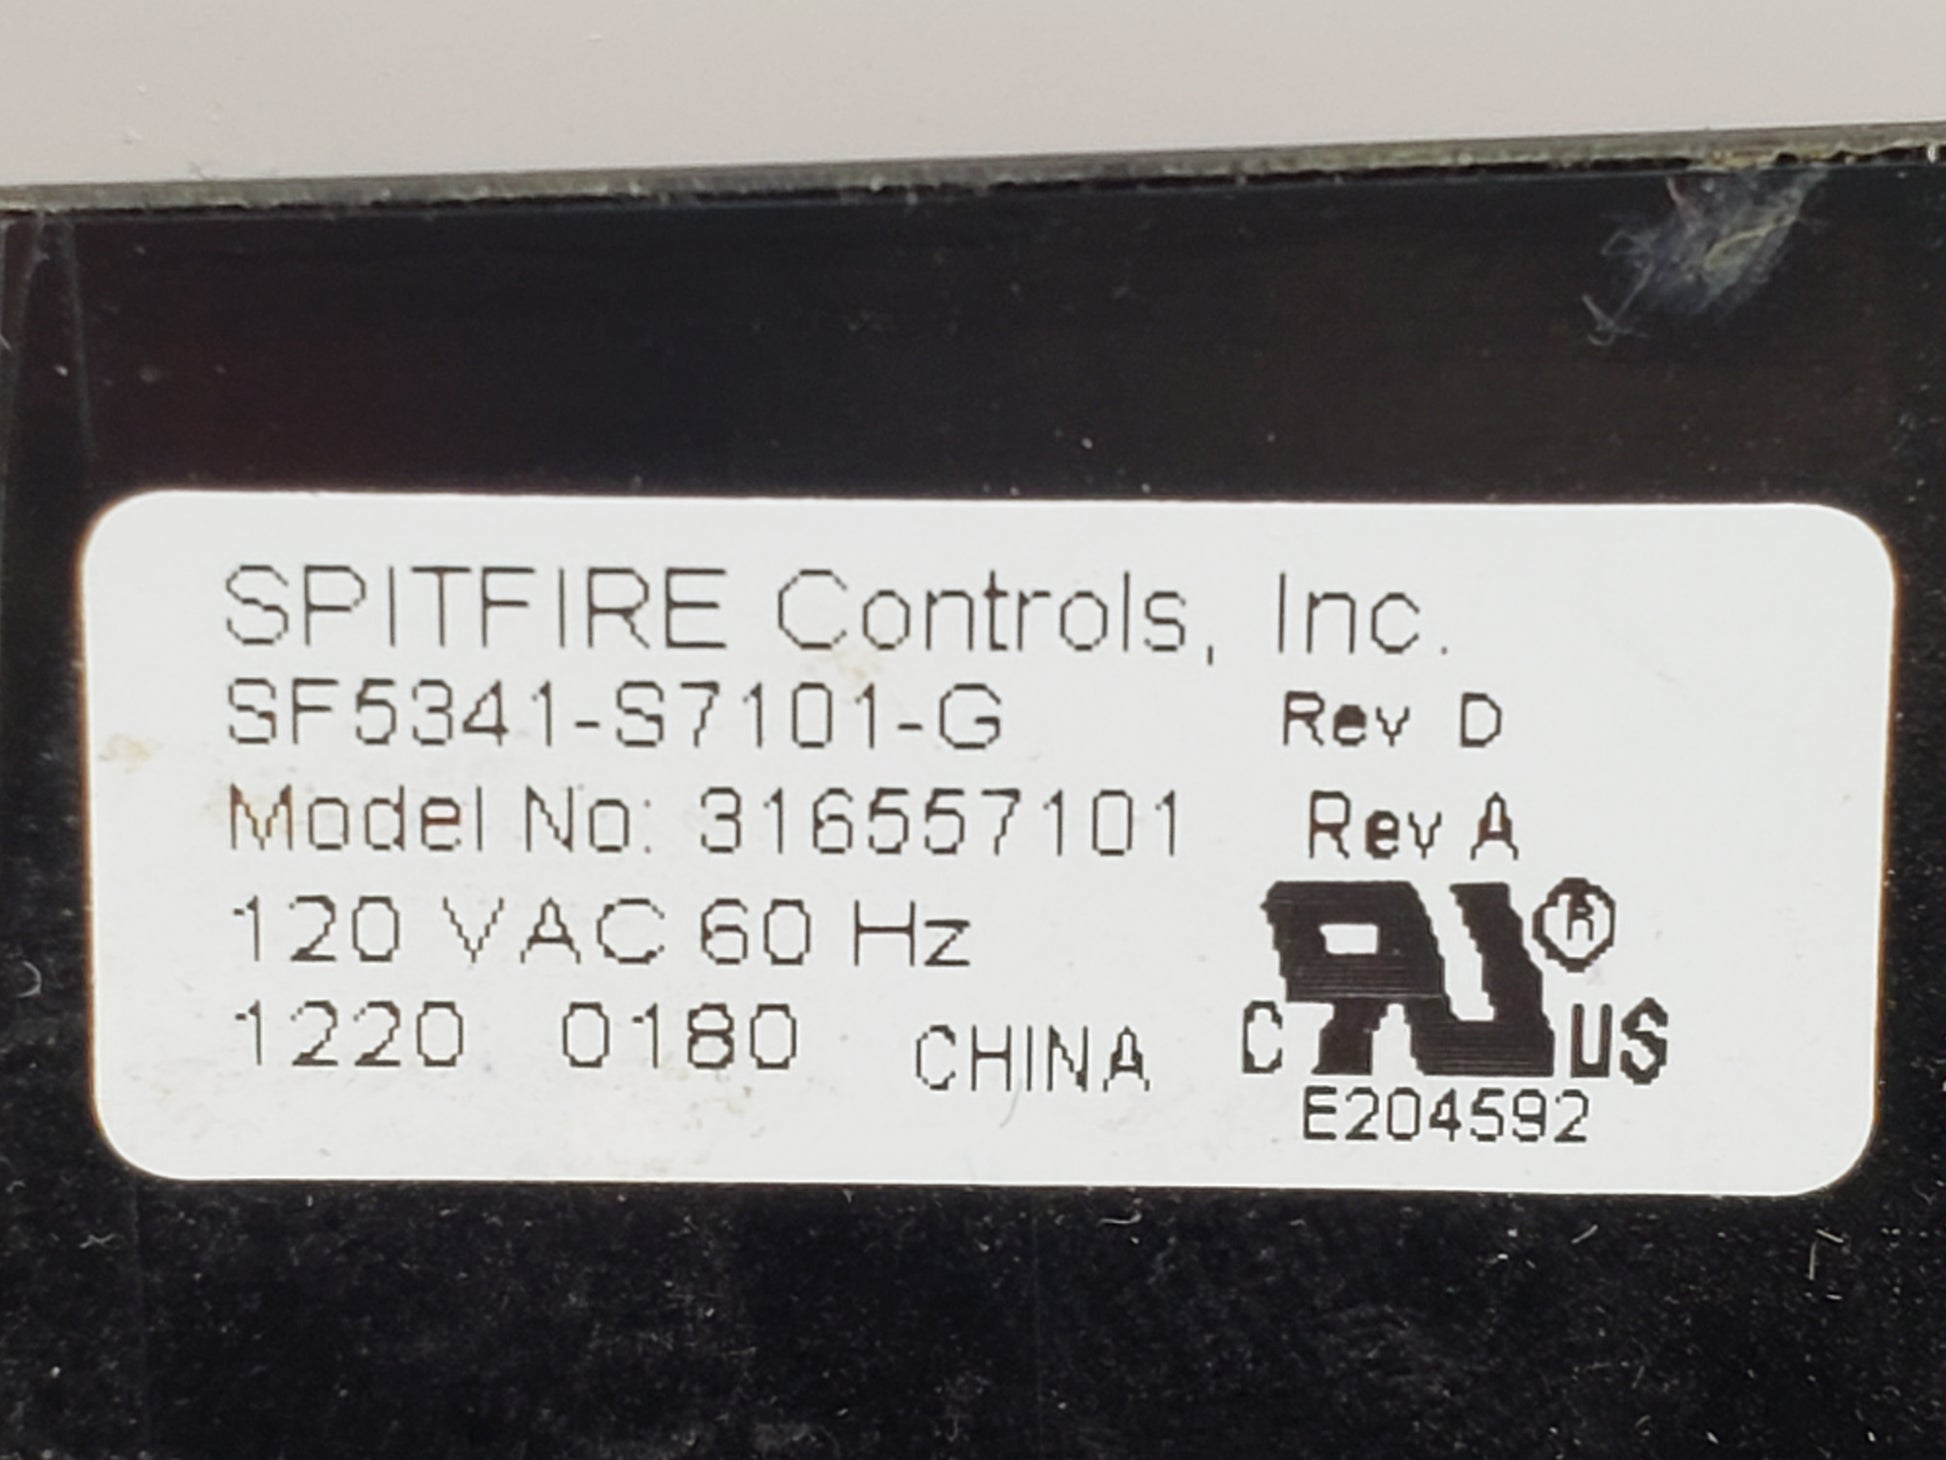 SPITFIRE Controls, Inc.
SF5341-S7101-G Rev D
Model No: 316557101 Rev A
120 VAC 60 Hz
1220 0180 CHINA
C RU ® US
E204592